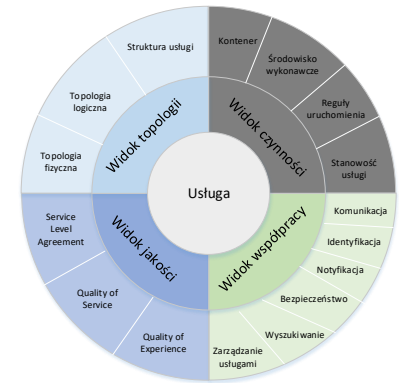 Usługa
Widok topologii
Struktura usługi
Topologia
logiczna
Topologia
fizyczna
Widok czynności
Kontener
Środowisko
wykonawcze
Reguły
uruchomienia
Stanowość
usługi
Widok współpracy
Komunikacja
Identyfikacja
Notyfikacja
Bezpieczeństwo
Wyszukiwanie
Zarządzanie
usługami
Widok jakości
Service
Level
Agreement
Quality of
Service
Quality of
Experience